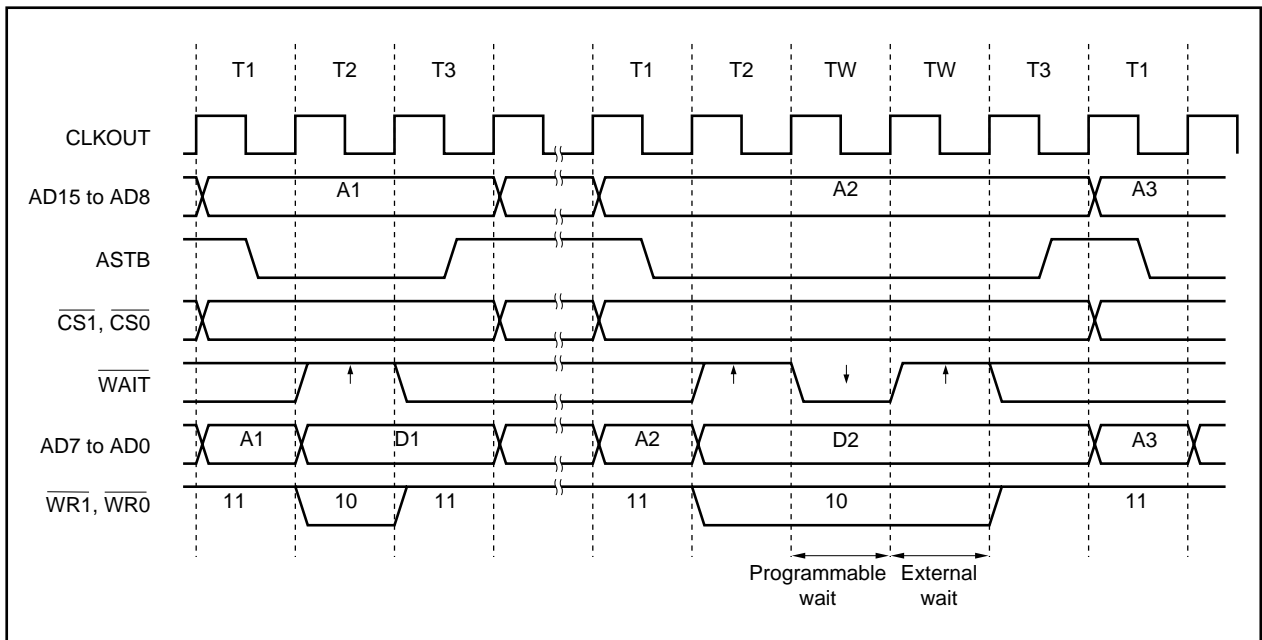 T1 T2 T3 T1 T2 TW TW T3 T1
CLKOUT
AD15 to AD8 A1 A2 A3
ASTB
CS1, CS0
WAIT
AD7 to AD0 A1 D1 A2 D2 A3
WR1, WR0 11 10 11 11 10 11
Programmable wait
External wait